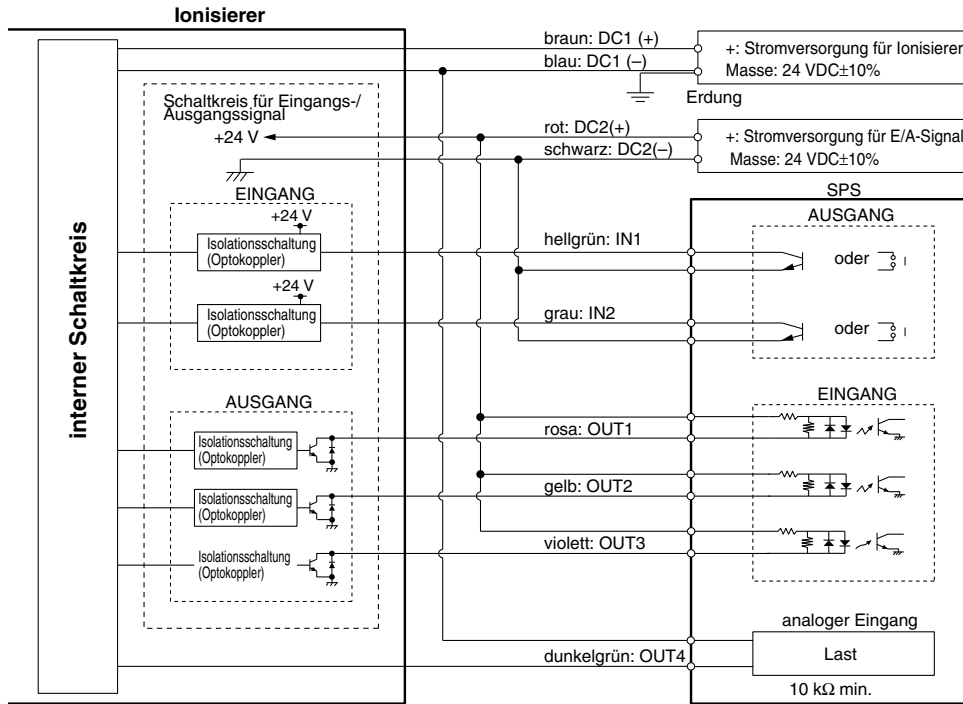 Ionisierer
braun: DC1 (+)
blau: DC1 (–)
+: Stromversorgung für Ionisierer
Masse: 24 VDC±10%
Erdung
Schaltkreis für Eingangs-/
Ausgangssignal
+24 V
rot: DC2(+)
schwarz: DC2(–)
+: Stromversorgung für E/A-Signal
Masse: 24 VDC±10%
SPS
EINGANG
AUSGANG
+24 V
Isolationsschaltung
(Optokoppler)
hellgrün: IN1
oder
+24 V
Isolationsschaltung
(Optokoppler)
grau: IN2
oder
interner Schaltkreis
AUSGANG
EINGANG
Isolationsschaltung
(Optokoppler)
rosa: OUT1
Isolationsschaltung
(Optokoppler)
gelb: OUT2
Isolationsschaltung
(Optokoppler)
violett: OUT3
analoger Eingang
dunkelgrün: OUT4
Last
10 kΩ min.